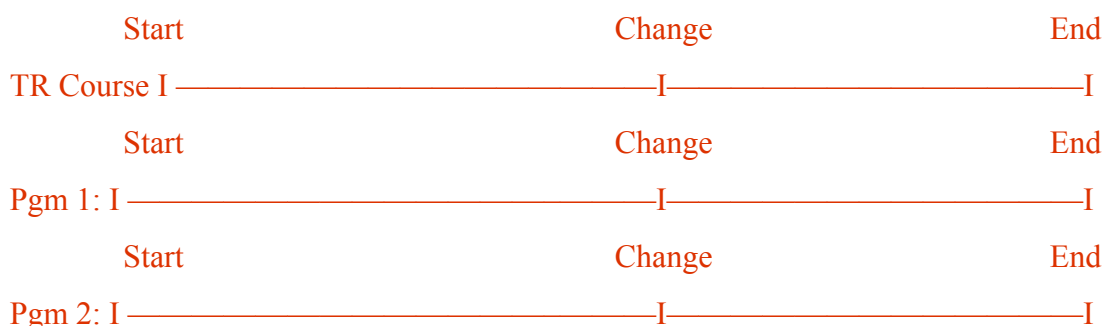 Start Change End
TR Course I ———————————————I—————————————I
Start Change End
Pgm 1: I ————————————————I—————————————I
Start Change End
Pgm 2: I ————————————————I—————————————I